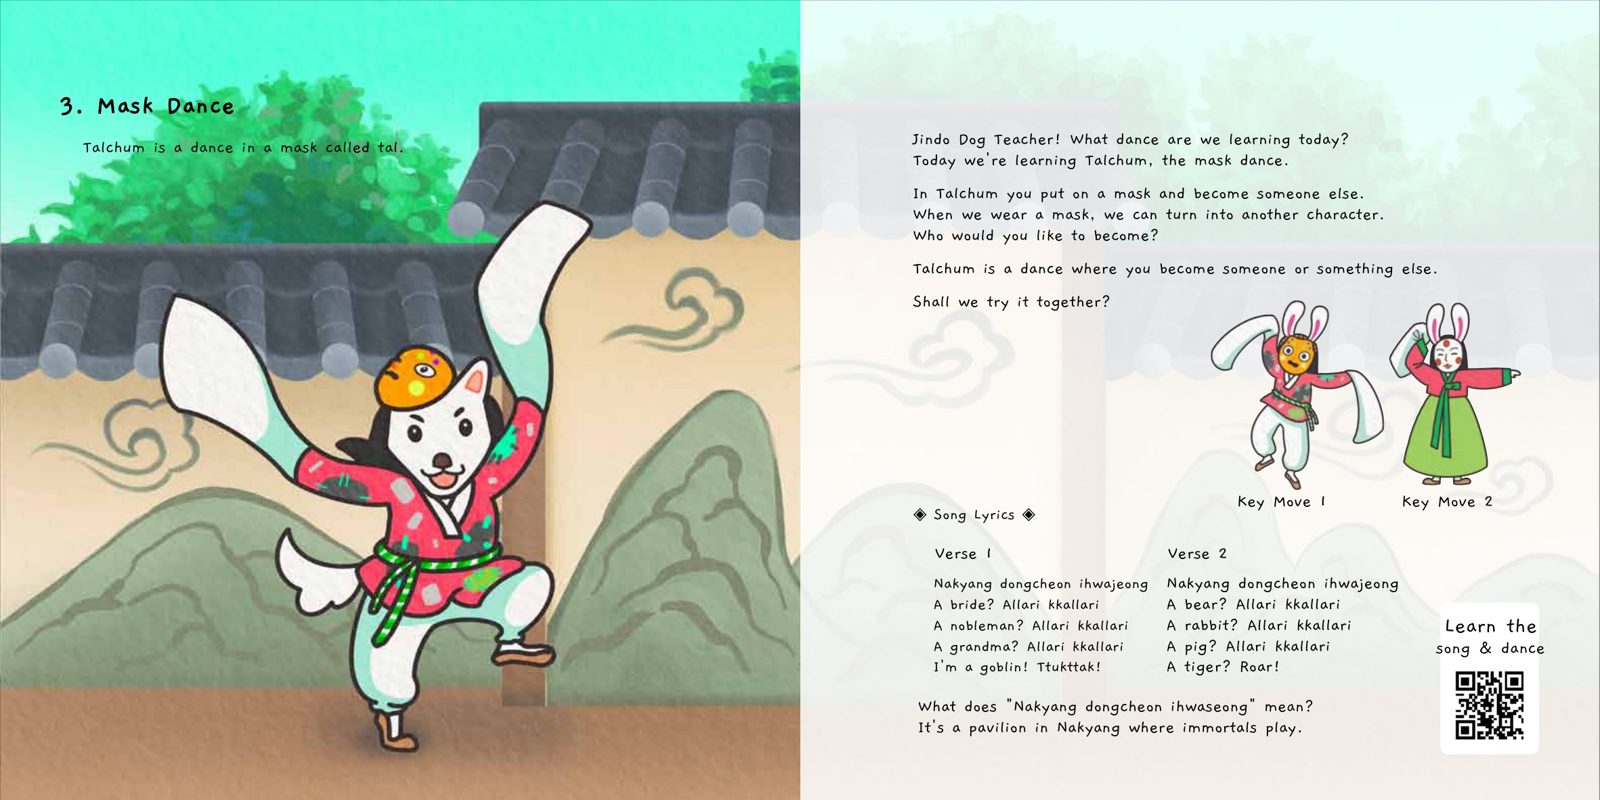 3. Mask Dance
Talchum is a dance in a mask called tal.
Jindo Dog Teacher! What dance are we learning today?
Today we're learning Talchum, the mask dance.
In Talchum you put on a mask and become someone else.
When we wear a mask, we can turn into another character.
Who would you like to become?
Talchum is a dance where you become someone or something else.
Shall we try it together?
Key Move 1
Key Move 2
◈ Song Lyrics ◈
Verse 1
Nakyang dongcheon ihwajeong
A bride? Allari kkallari
A nobleman? Allari kkallari
A grandma? Allari kkallari
I'm a goblin! Ttukttak!
Verse 2
Nakyang dongcheon ihwajeong
A bear? Allari kkallari
A rabbit? Allari kkallari
A pig? Allari kkallari
A tiger? Roar!
What does "Nakyang dongcheon ihwaseong" mean?
It's a pavilion in Nakyang where immortals play.
Learn the
song & dance